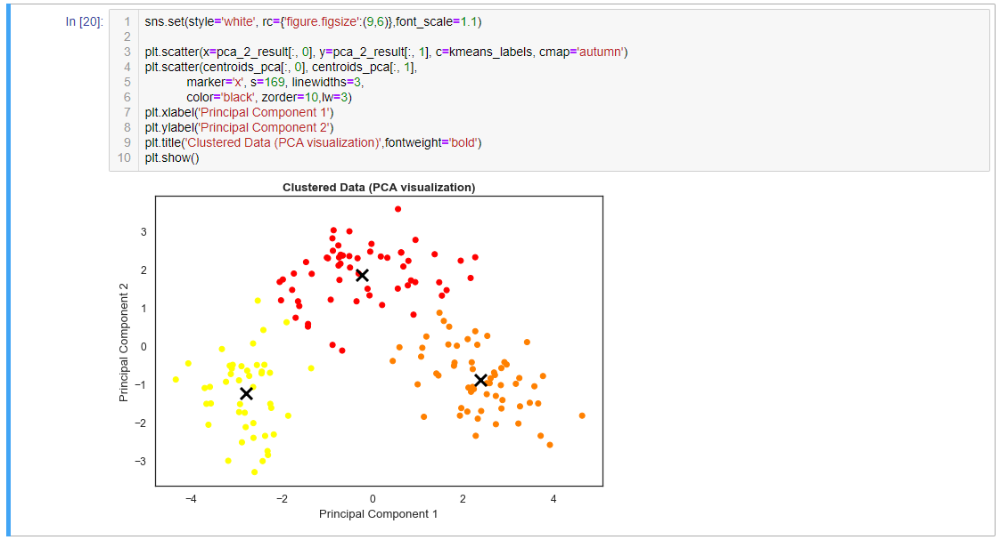 In [20]:
1 sns.set(style='white', rc={'figure.figsize':(9,6)},font_scale=1.1)
2
3 plt.scatter(x=pca_2_result[:, 0], y=pca_2_result[:, 1], c=kmeans_labels, cmap='autumn')
4 plt.scatter(centroids_pca[:, 0], centroids_pca[:, 1],
5 marker='x', s=169, linewidths=3,
6 color='black', zorder=10,lw=3)
7 plt.xlabel('Principal Component 1')
8 plt.ylabel('Principal Component 2')
9 plt.title('Clustered Data (PCA visualization)',fontweight='bold')
10 plt.show()
Clustered Data (PCA visualization)
Principal Component 2
3
2
1
0
−1
−2
−3
−4 −2 0 2 4
Principal Component 1